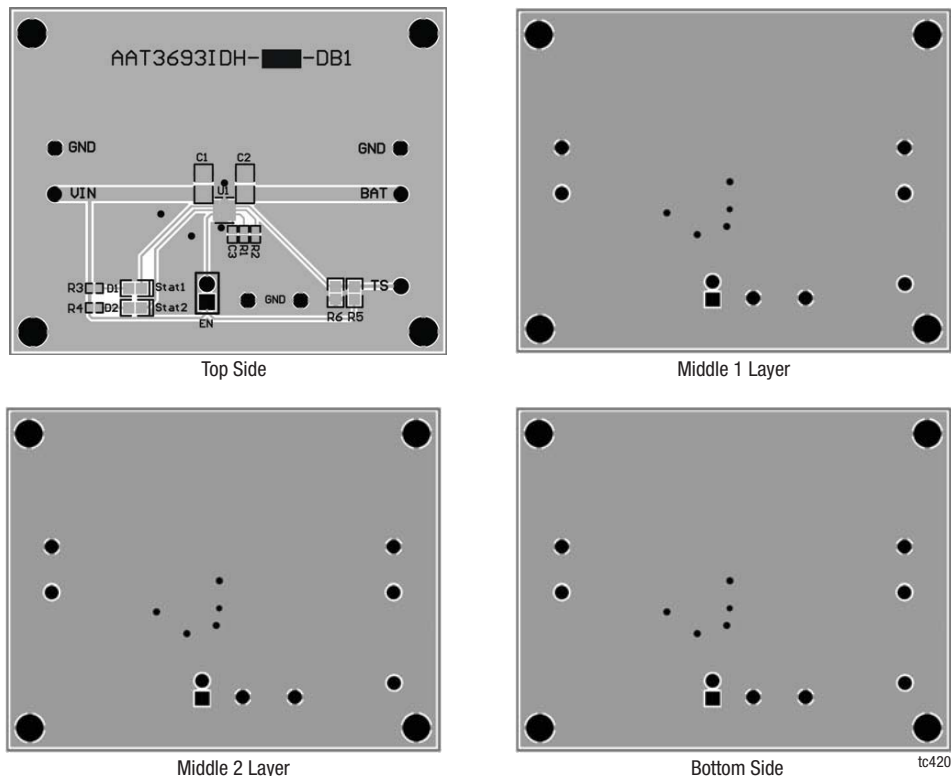 AAT3693IDH- -DB1
GND
GND
C1 C2
VIN
U1
BAT
C3 R1 R2
R3 D1 Stat1
GND
TS
R4 D2 Stat2
EN
R6 R5
Top Side
Middle 1 Layer
Middle 2 Layer
Bottom Side
tc420